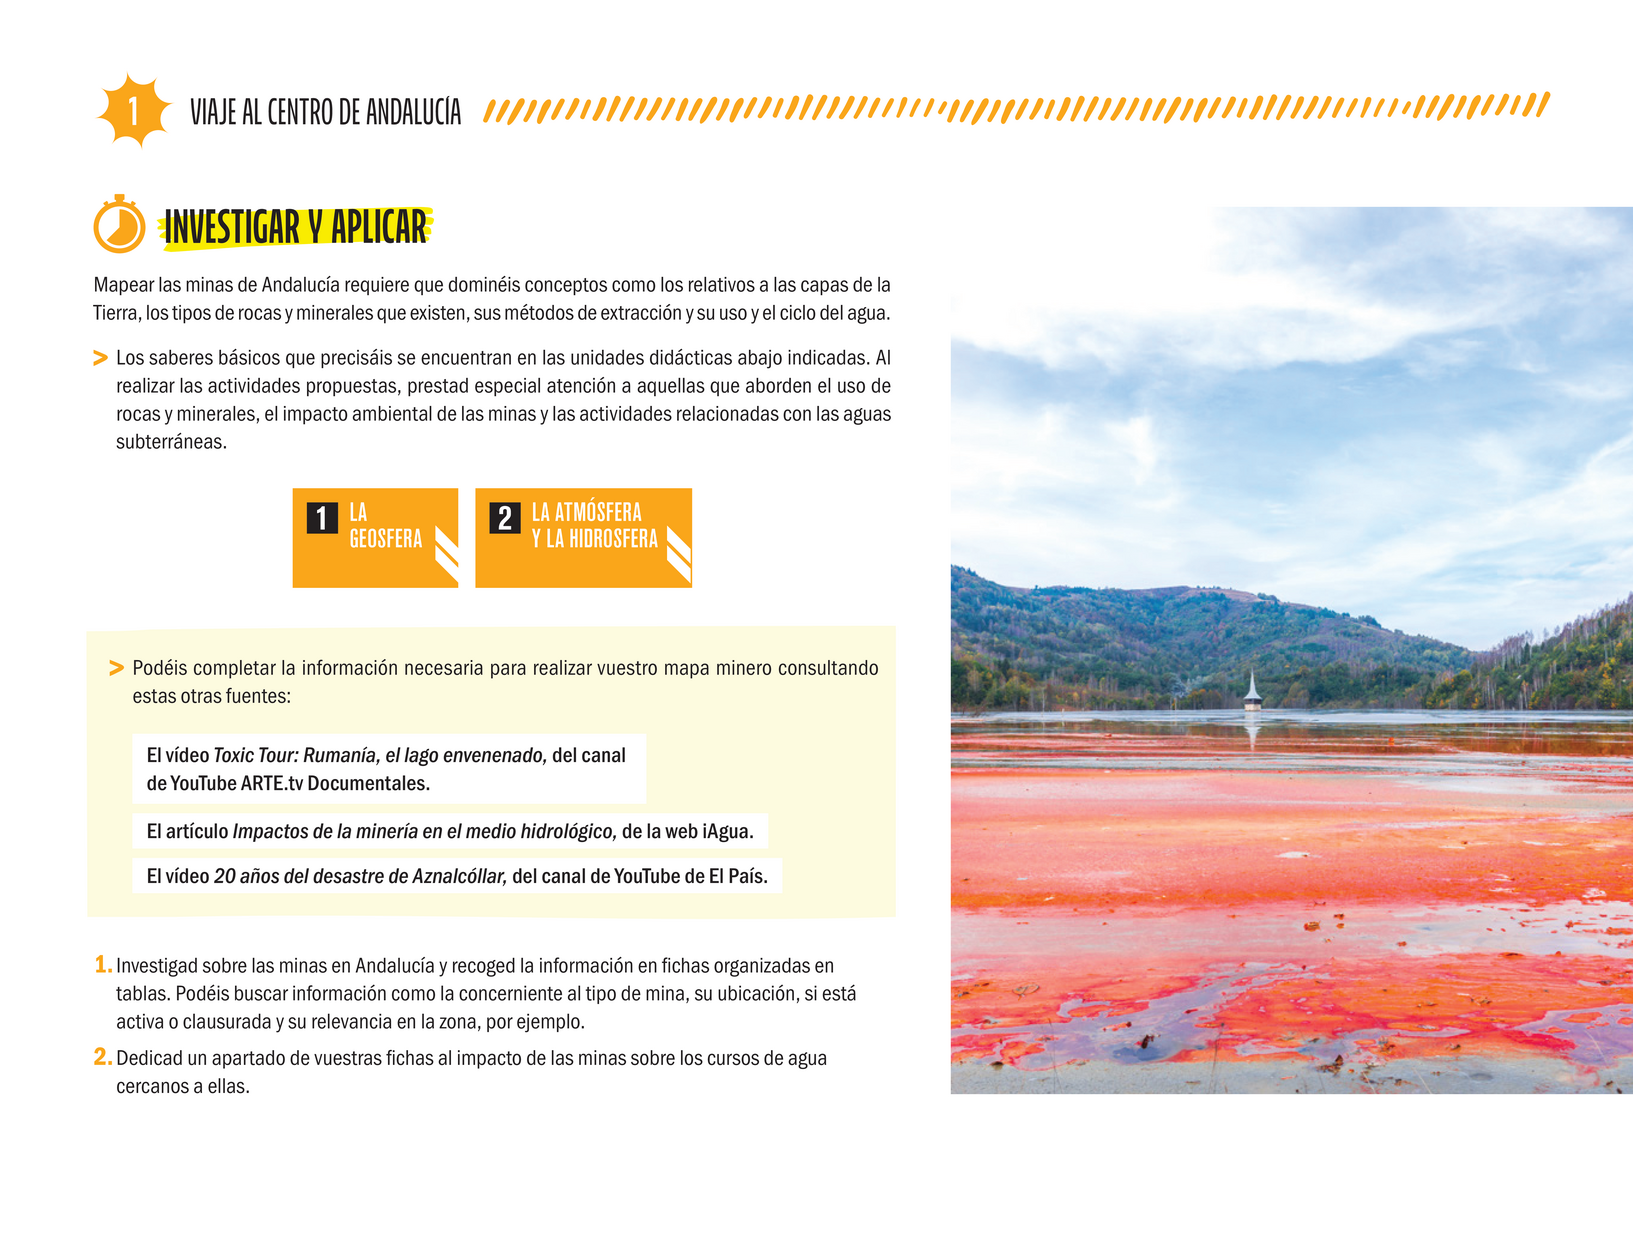 1
VIAJE AL CENTRO DE ANDALUCÍA
INVESTIGAR Y APLICAR
Mapear las minas de Andalucía requiere que dominéis conceptos como los relativos a las capas de la
Tierra, los tipos de rocas y minerales que existen, sus métodos de extracción y su uso y el ciclo del agua.
> Los saberes básicos que precisáis se encuentran en las unidades didácticas abajo indicadas. Al
realizar las actividades propuestas, prestad especial atención a aquellas que aborden el uso de
rocas y minerales, el impacto ambiental de las minas y las actividades relacionadas con las aguas
subterráneas.
1 LA
GEOSFERA
2 LA ATMÓSFERA
Y LA HIDROSFERA
> Podéis completar la información necesaria para realizar vuestro mapa minero consultando
estas otras fuentes:
El vídeo Toxic Tour: Rumanía, el lago envenenado, del canal
de YouTube ARTE.tv Documentales.
El artículo Impactos de la minería en el medio hidrológico, de la web iAgua.
El vídeo 20 años del desastre de Aznalcóllar, del canal de YouTube de El País.
1. Investigad sobre las minas en Andalucía y recoged la información en fichas organizadas en
tablas. Podéis buscar información como la concerniente al tipo de mina, su ubicación, si está
activa o clausurada y su relevancia en la zona, por ejemplo.
2. Dedicad un apartado de vuestras fichas al impacto de las minas sobre los cursos de agua
cercanos a ellas.